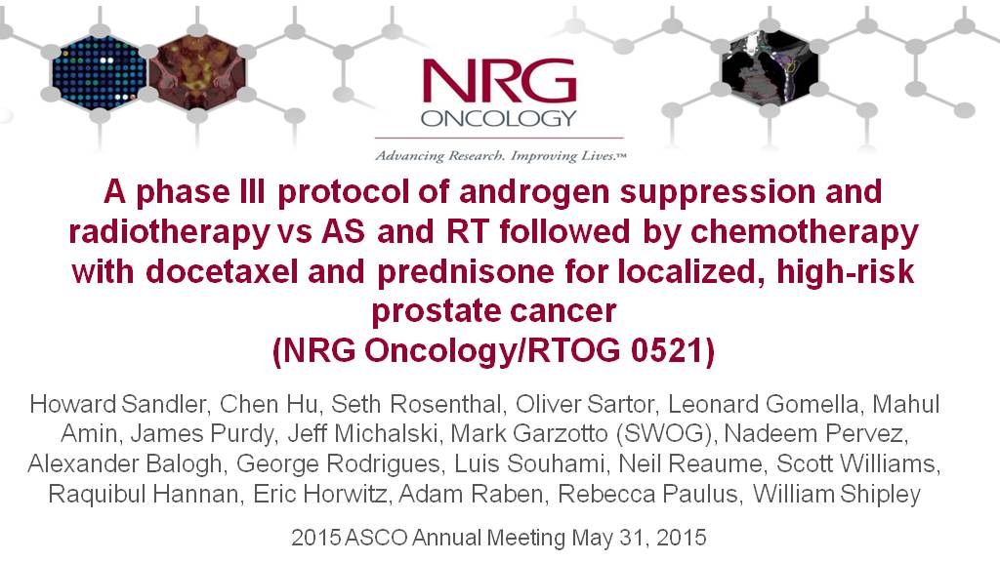 NRG
ONCOLOGY
Advancing Research. Improving Lives.™
A phase III protocol of androgen suppression and
radiotherapy vs AS and RT followed by chemotherapy
with docetaxel and prednisone for localized, high-risk
prostate cancer
(NRG Oncology/RTOG 0521)
Howard Sandler, Chen Hu, Seth Rosenthal, Oliver Sartor, Leonard Gomella, Mahul
Amin, James Purdy, Jeff Michalski, Mark Garzotto (SWOG), Nadeem Pervez,
Alexander Balogh, George Rodrigues, Luis Souhami, Neil Reaume, Scott Williams,
Raquibul Hannan, Eric Horwitz, Adam Raben, Rebecca Paulus, William Shipley
2015 ASCO Annual Meeting May 31, 2015